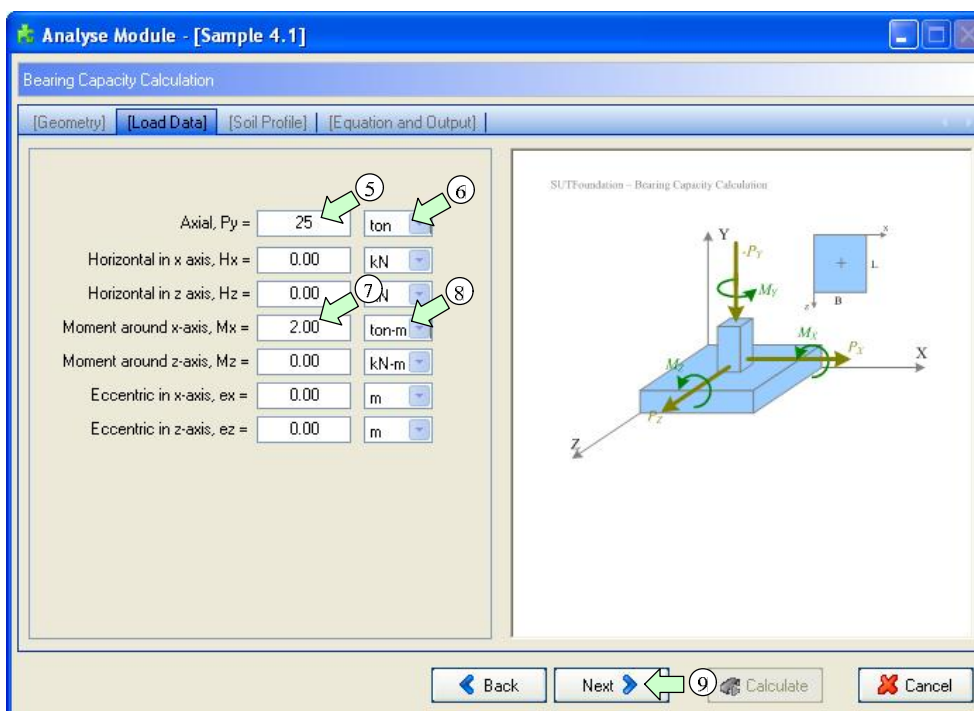 Analyse Module - [Sample 4.1]
Bearing Capacity Calculation
[Geometry] [Load Data] [Soil Profile] [Equation and Output]
5
6
Axial, Py = 25 ton
Horizontal in x axis, Hx = 0.00 kN
Horizontal in z axis, Hz = 0.00
7
8
Moment around x-axis, Mx = 2.00 ton-m
Moment around z-axis, Mz = 0.00 kN-m
Eccentric in x-axis, ex = 0.00 m
Eccentric in z-axis, ez = 0.00 m
SUTFoundation – Bearing Capacity Calculation
Y
-PY
MY
x
L
B
z
MX
PX
X
MZ
PZ
Z
Back Next 9 Calculate Cancel